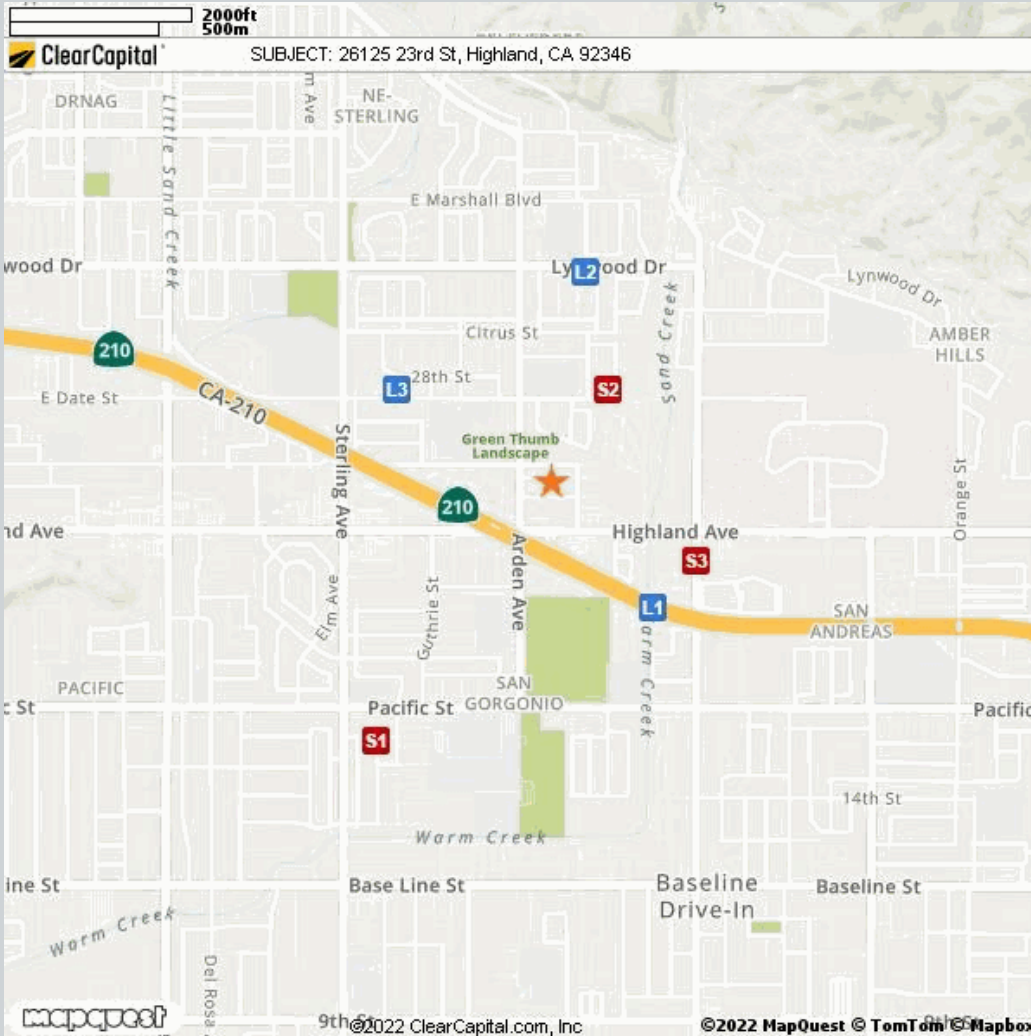 2000ft
500m
ClearCapital
SUBJECT: 26125 23rd St, Highland, CA 92346
DRNAG
Little Sand Creek
m Ave
NE-
STERLING
E Marshall Blvd
wood Dr
Lynwood Dr
L2
Lynwood Dr
Sand Creek
Citrus St
AMBER
HILLS
210
CA-210
28th St
L3
S2
E Date St
Sterling Ave
Green Thumb
Landscape
Orange St
210
nd Ave
Arden Ave
Highland Ave
S3
Elm Ave
Guthrie St
L1
SAN
ANDREAS
arm Creek
PACIFIC
SAN
GORGONIO
c St
Pacific St
Pacific
S1
14th St
Warm Creek
ine St
Base Line St
Baseline
Drive-In
Baseline St
Warm Creek
Del Rosa
mapquest
9th St
©2022 ClearCapital.com, Inc
©2022 MapQuest © TomTom © Mapbox
9th St